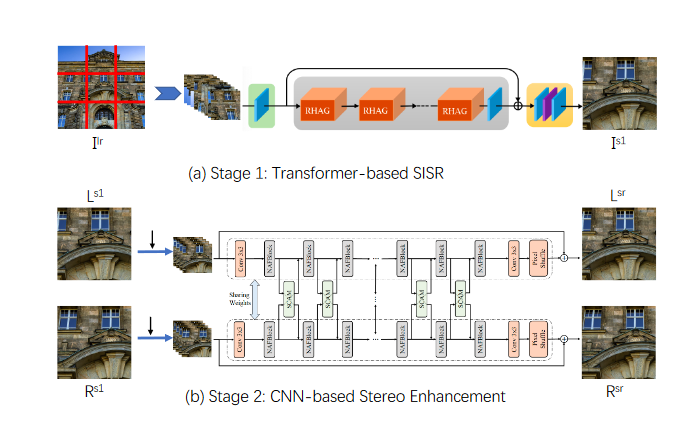 RHAG RHAG RHAG
I^lr I^s1
(a) Stage 1: Transformer-based SISR
L^s1 L^sr
Conv 3x3 NAFBlock NAFBlock NAFBlock ... NAFBlock NAFBlock NAFBlock Conv 3x3 Pixel Shuffle
Sharing Weights SCAM SCAM SCAM SCAM
Conv 3x3 NAFBlock NAFBlock NAFBlock ... NAFBlock NAFBlock NAFBlock Conv 3x3 Pixel Shuffle
R^s1 R^sr
(b) Stage 2: CNN-based Stereo Enhancement